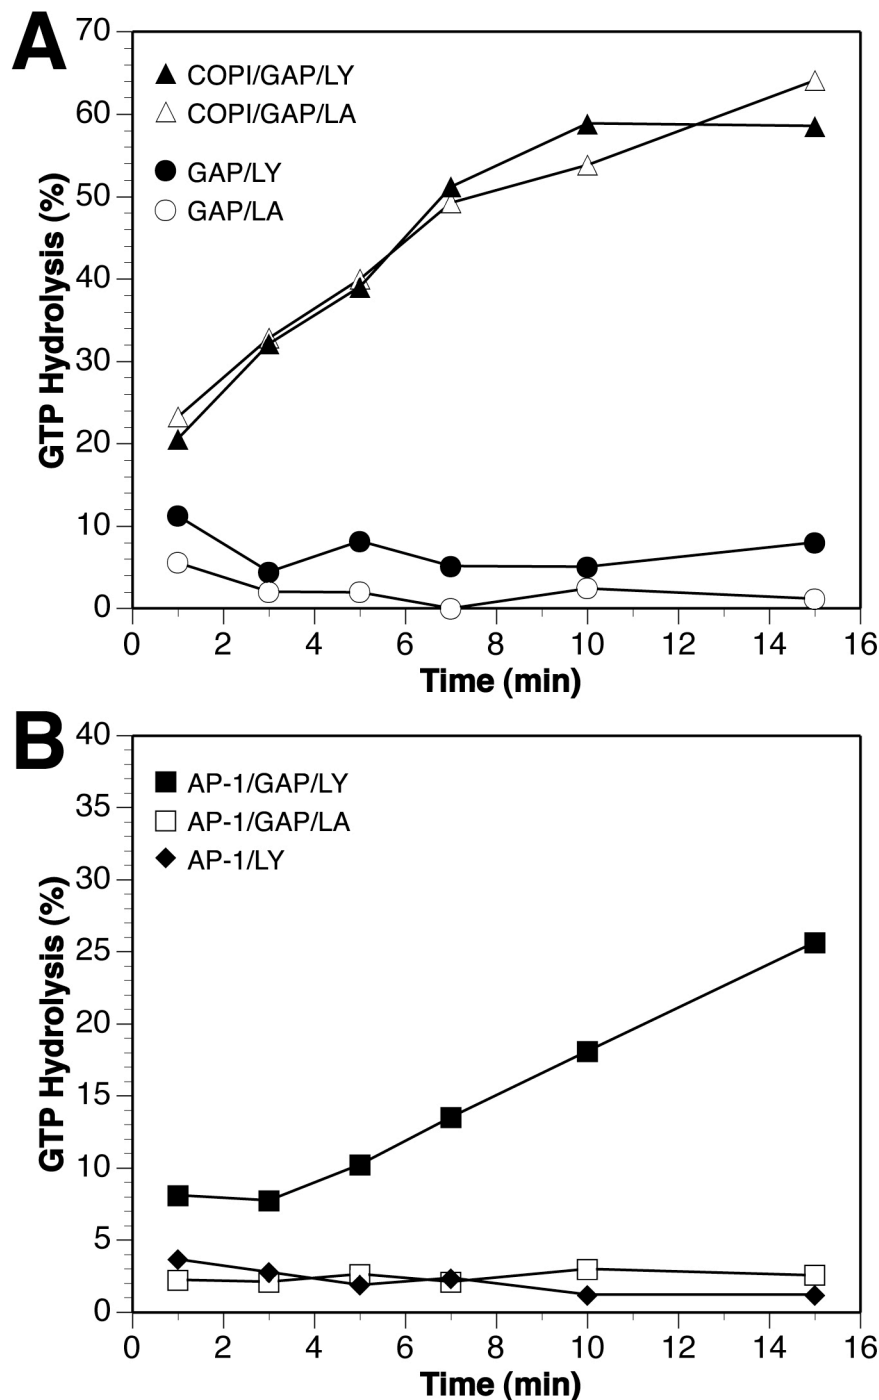 A
70
60
50
40
30
20
10
0
GTP Hydrolysis (%)
COPI/GAP/LY
COPI/GAP/LA
GAP/LY
GAP/LA
0 2 4 6 8 10 12 14 16
Time (min)
B
40
35
30
25
20
15
10
5
0
GTP Hydrolysis (%)
AP-1/GAP/LY
AP-1/GAP/LA
AP-1/LY
0 2 4 6 8 10 12 14 16
Time (min)